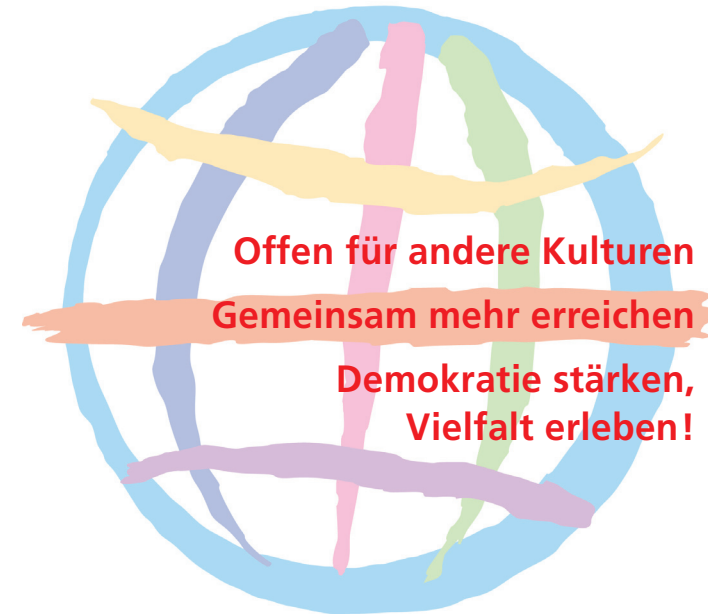 Offen für andere Kulturen
Gemeinsam mehr erreichen
Demokratie stärken,
Vielfalt erleben!